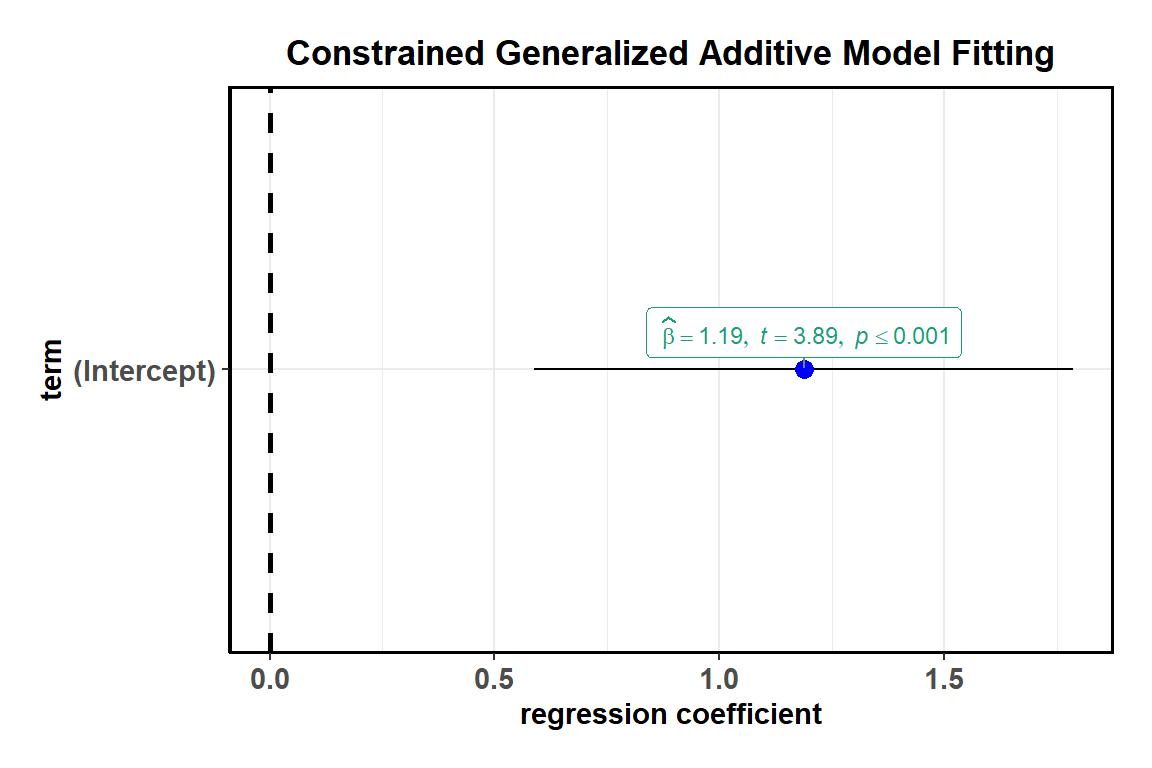 Constrained Generalized Additive Model Fitting
term
(Intercept)
β̂ = 1.19, t = 3.89, p ≤ 0.001
0.0 0.5 1.0 1.5
regression coefficient